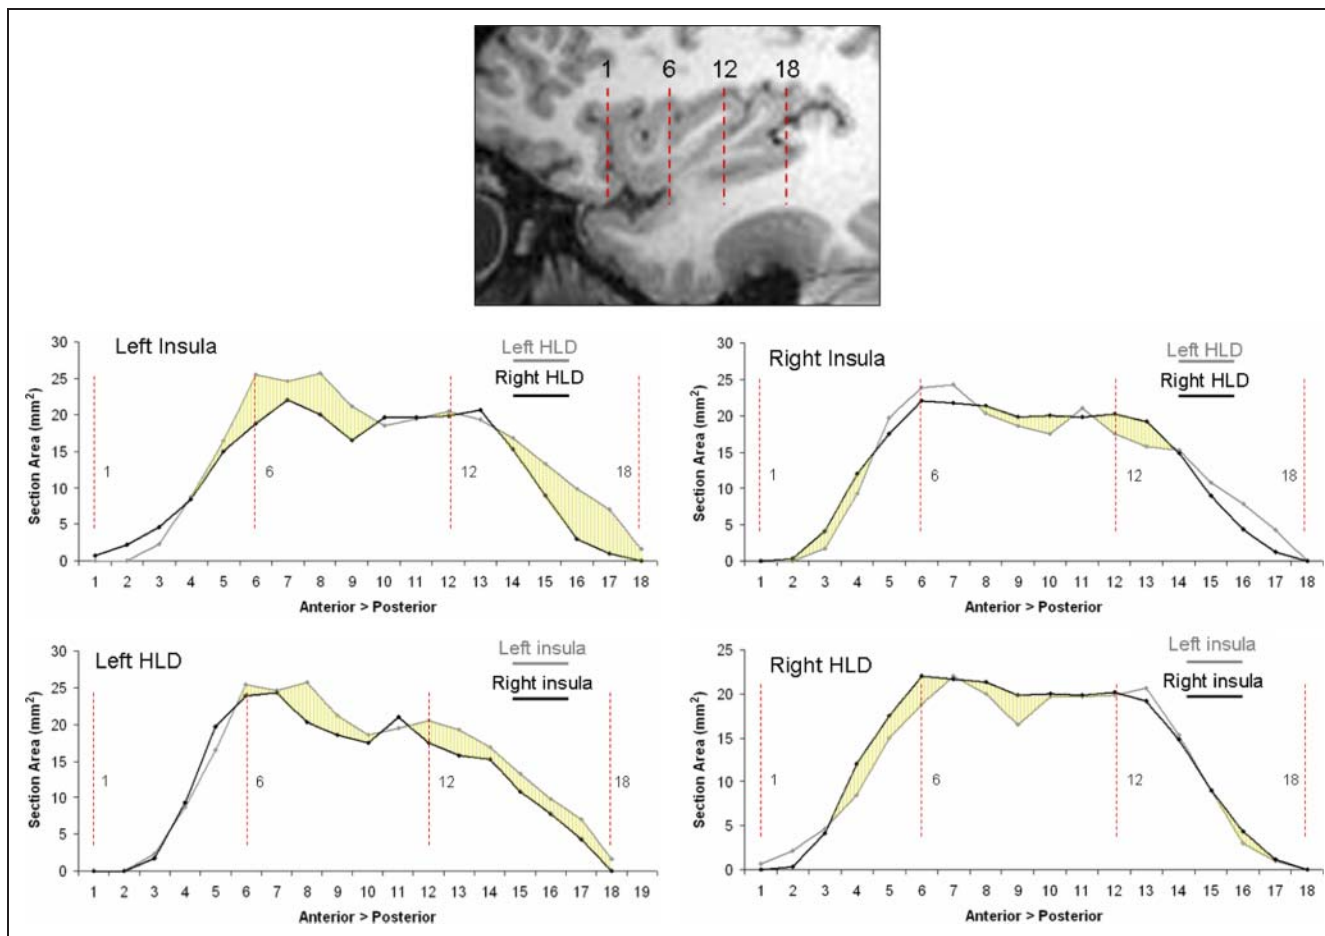 1 6 12 18
Left Insula
Left HLD
Right HLD
Section Area (mm²)
30
25
20
15
10
5
0
1
6
12
18
1 2 3 4 5 6 7 8 9 10 11 12 13 14 15 16 17 18
Anterior > Posterior
Right Insula
Left HLD
Right HLD
Section Area (mm²)
30
25
20
15
10
5
0
1
6
12
18
1 2 3 4 5 6 7 8 9 10 11 12 13 14 15 16 17 18
Anterior > Posterior
Left HLD
Left insula
Right insula
Section Area (mm²)
30
25
20
15
10
5
0
1
6
12
18
1 2 3 4 5 6 7 8 9 10 11 12 13 14 15 16 17 18 19
Anterior > Posterior
Right HLD
Left insula
Right insula
Section Area (mm²)
25
20
15
10
5
0
1
6
12
18
1 2 3 4 5 6 7 8 9 10 11 12 13 14 15 16 17 18
Anterior > Posterior